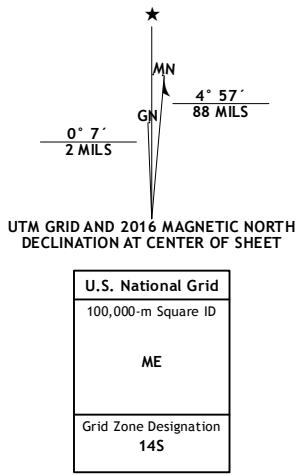 MN
GN
4° 57´
88 MILS
0° 7´
2 MILS
UTM GRID AND 2016 MAGNETIC NORTH
DECLINATION AT CENTER OF SHEET
U.S. National Grid
100,000-m Square ID
ME
Grid Zone Designation
14S